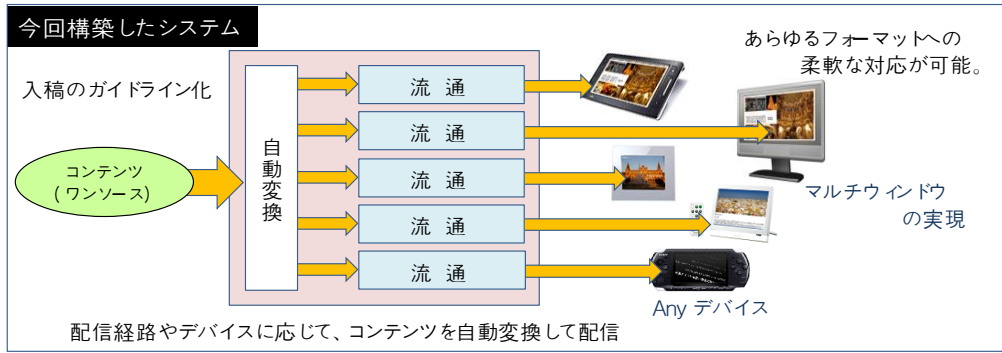 今回構築したシステム
あらゆるフォーマットへの
柔軟な対応が可能。
入稿のガイドライン化
コンテンツ
(ワンソース)
自動変換
流通
流通
流通
流通
流通
マルチウィンドウ
の実現
Any デバイス
配信経路やデバイスに応じて、コンテンツを自動変換して配信